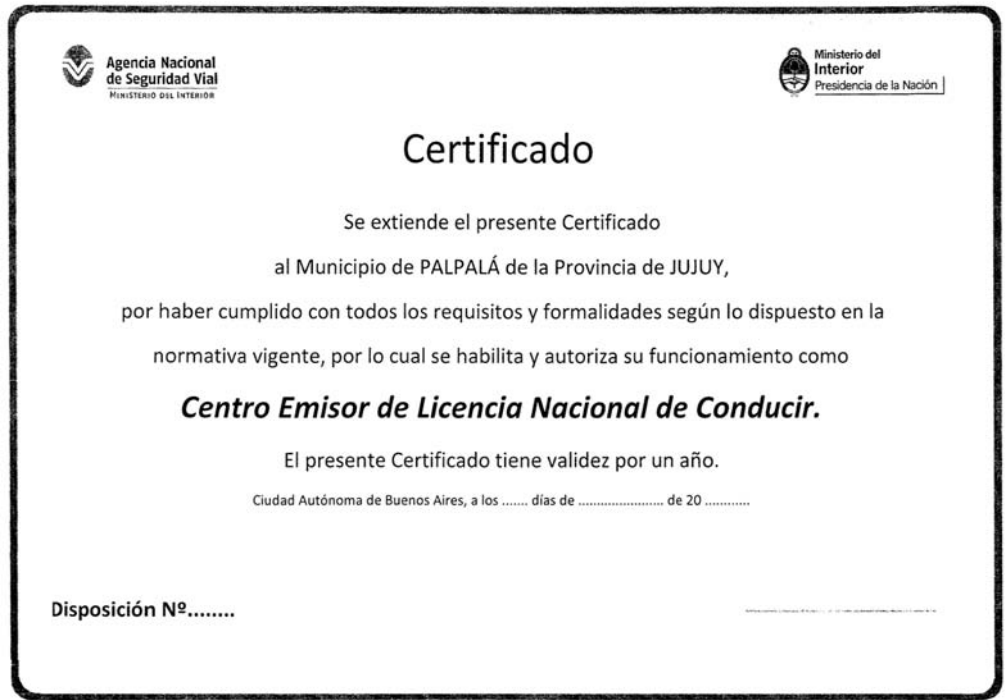 Agencia Nacional
de Seguridad Vial
MINISTERIO DEL INTERIOR
Ministerio del
Interior
Presidencia de la Nación
Certificado
Se extiende el presente Certificado
al Municipio de PALPALÁ de la Provincia de JUJUY,
por haber cumplido con todos los requisitos y formalidades según lo dispuesto en la
normativa vigente, por lo cual se habilita y autoriza su funcionamiento como
Centro Emisor de Licencia Nacional de Conducir.
El presente Certificado tiene validez por un año.
Ciudad Autónoma de Buenos Aires, a los ....... días de ....................... de 20 ............
Disposición Nº........